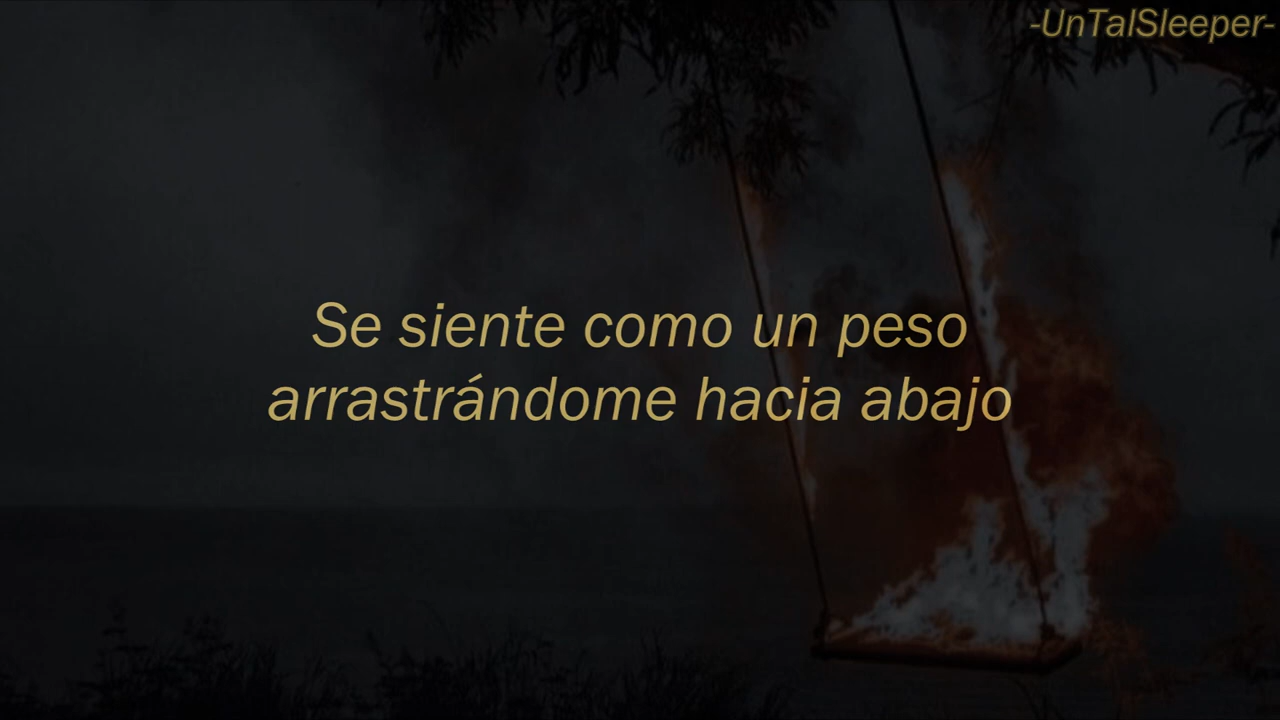 -UnTalSleeper-
Se siente como un peso
arrastrándome hacia abajo